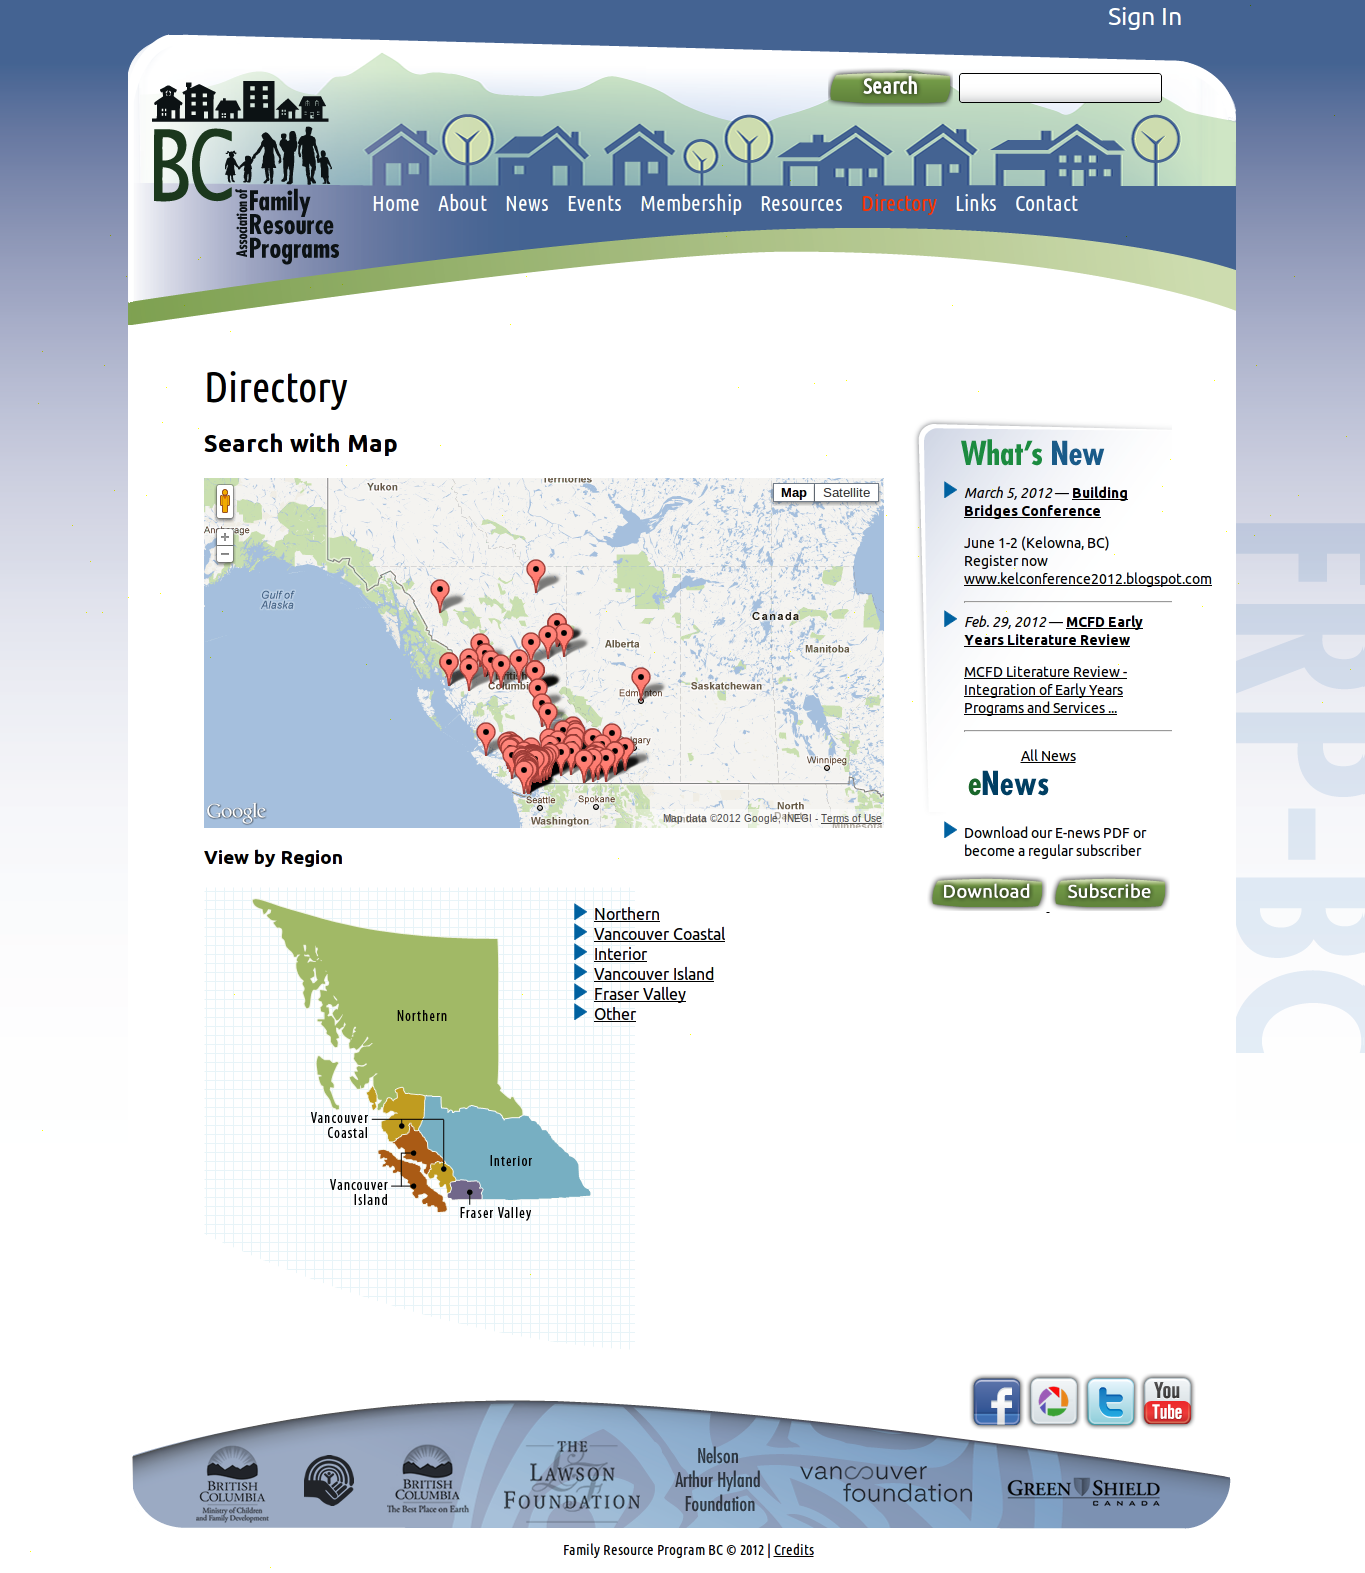 Sign In
Search
BC
Association of
Family
Resource
Programs
Home About News Events Membership Resources Directory Links Contact
Directory
Search with Map
Yukon
Territories
Map Satellite
Anchorage
Gulf of
Alaska
Canada
Alberta
Manitoba
British
Columbia
Edmonton
Saskatchewan
Calgary
Winnipeg
Seattle
Spokane
Washington
North
Dakota
Minnesota
Google
Map data ©2012 Google, INEGI - Terms of Use
View by Region
Northern
Vancouver
Coastal
Interior
Vancouver
Island
Fraser Valley
Northern
Vancouver Coastal
Interior
Vancouver Island
Fraser Valley
Other
What's New
March 5, 2012 — Building
Bridges Conference
June 1-2 (Kelowna, BC)
Register now
www.kelconference2012.blogspot.com
Feb. 29, 2012 — MCFD Early
Years Literature Review
MCFD Literature Review -
Integration of Early Years
Programs and Services ...
All News
eNews
Download our E-news PDF or
become a regular subscriber
Download Subscribe
FRP-BC
You
Tube
BRITISH
COLUMBIA
Ministry of Children
and Family Development
BRITISH
COLUMBIA
The Best Place on Earth
THE
LAWSON
FOUNDATION
Nelson
Arthur Hyland
Foundation
vancouver
foundation
GREEN SHIELD
CANADA
Family Resource Program BC © 2012 | Credits